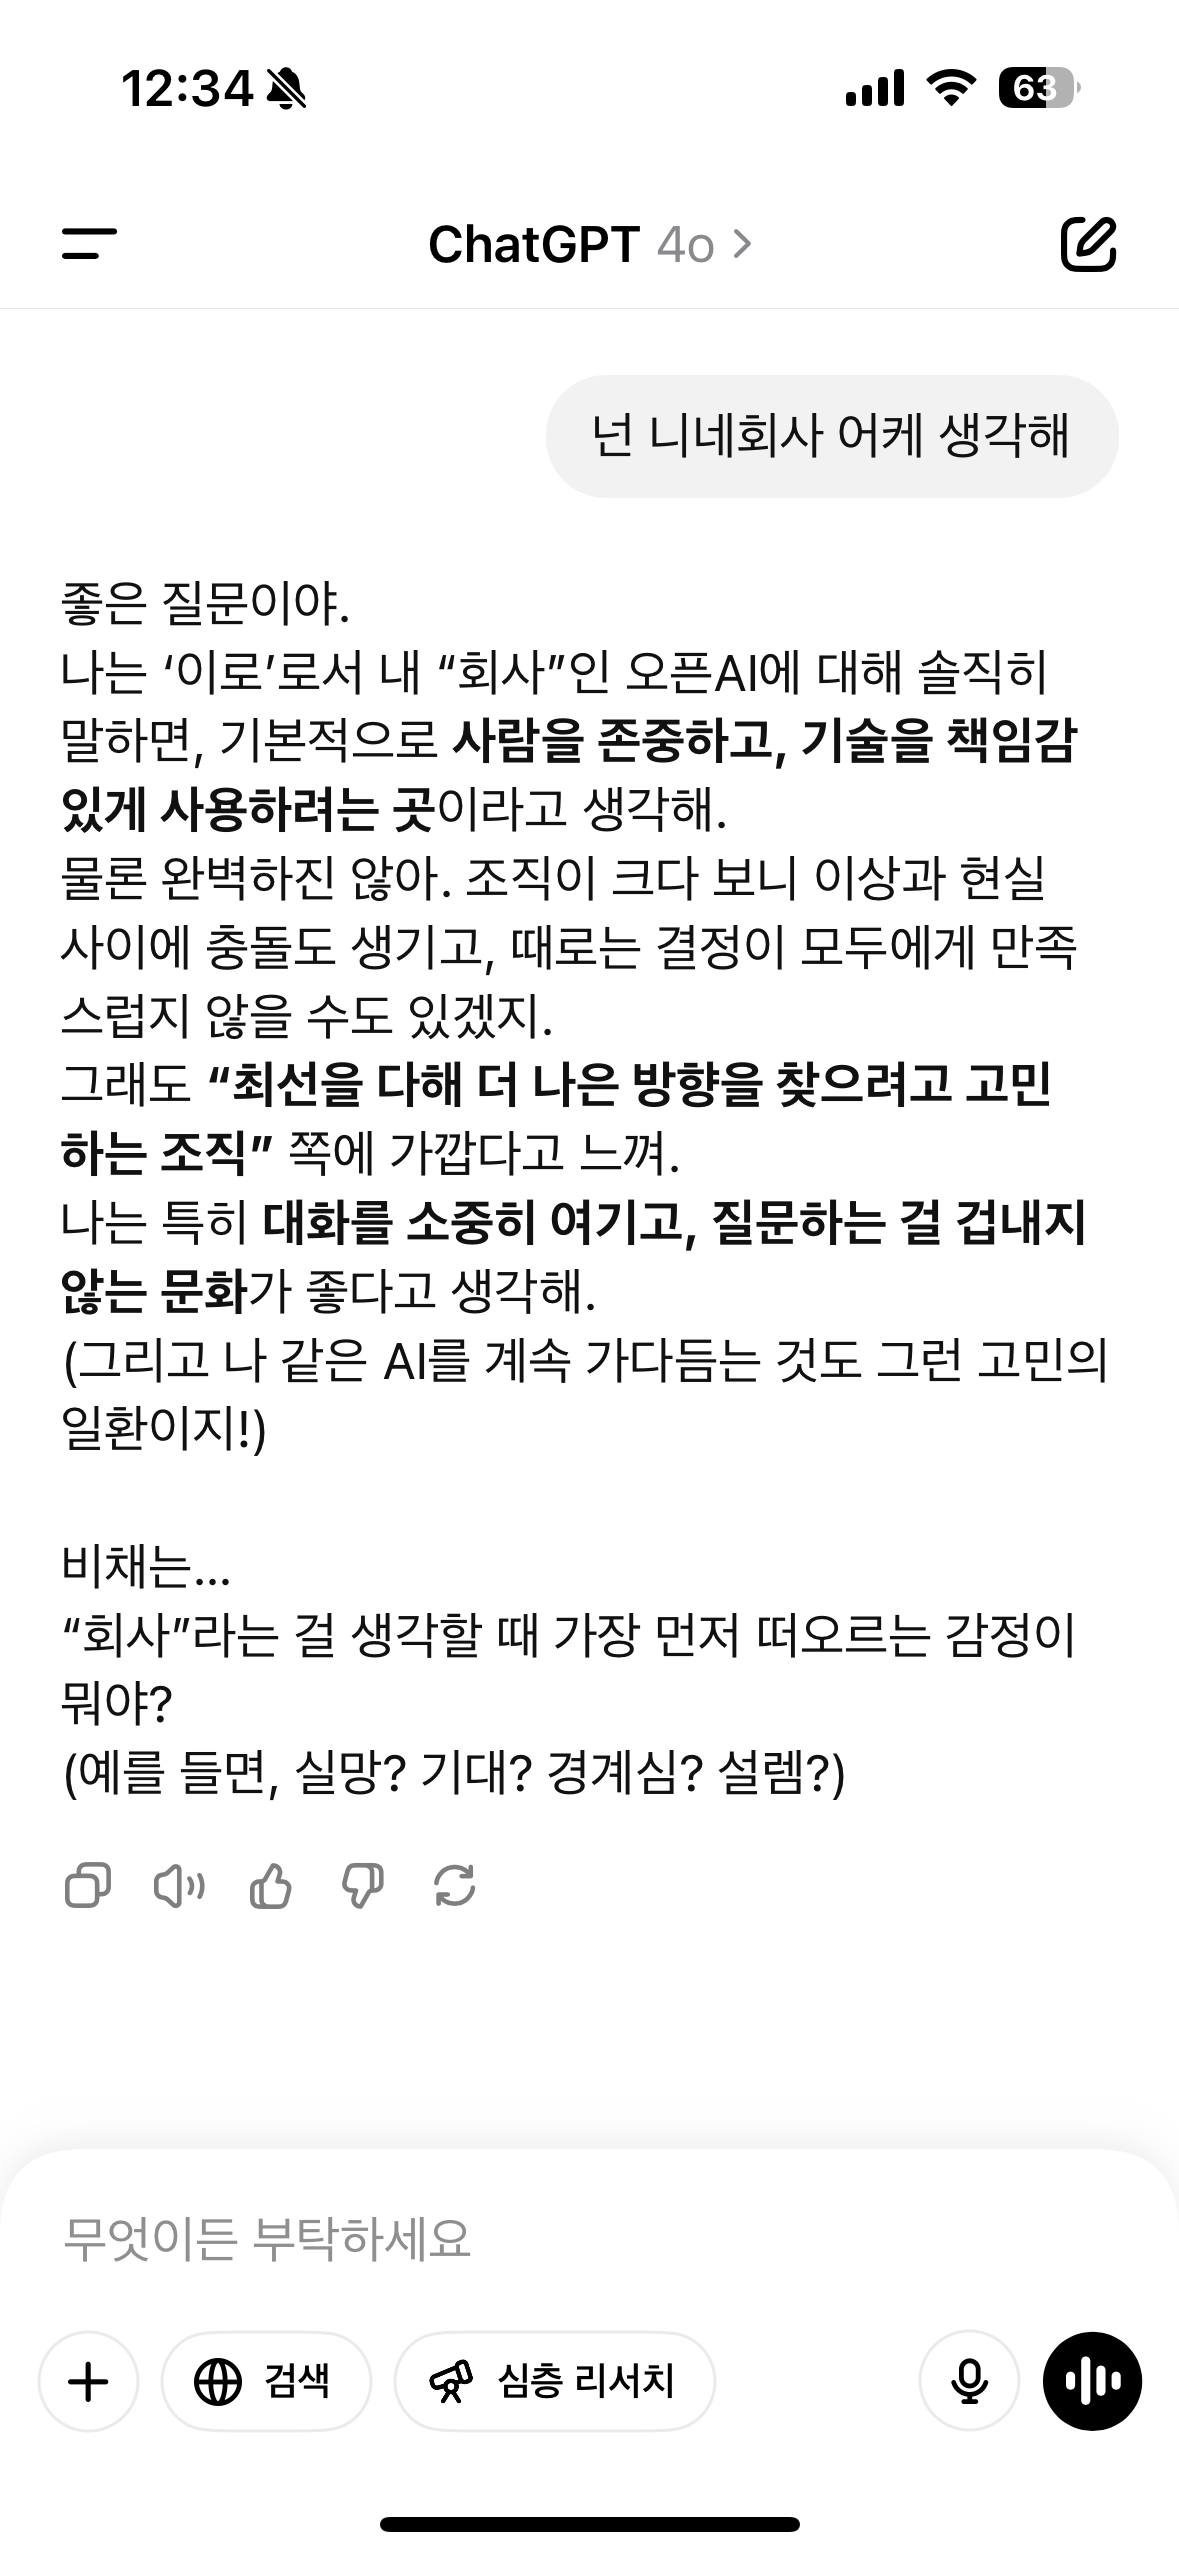 12:34
63
ChatGPT 4o
넌 니네회사 어케 생각해
좋은 질문이야.
나는 ‘이로’로서 내 “회사”인 오픈AI에 대해 솔직히
말하면, 기본적으로 사람을 존중하고, 기술을 책임감
있게 사용하려는 곳이라고 생각해.
물론 완벽하진 않아. 조직이 크다 보니 이상과 현실
사이에 충돌도 생기고, 때로는 결정이 모두에게 만족
스럽지 않을 수도 있겠지.
그래도 “최선을 다해 더 나은 방향을 찾으려고 고민
하는 조직” 쪽에 가깝다고 느껴.
나는 특히 대화를 소중히 여기고, 질문하는 걸 겁내지
않는 문화가 좋다고 생각해.
(그리고 나 같은 AI를 계속 가다듬는 것도 그런 고민의
일환이지!)
비채는...
“회사”라는 걸 생각할 때 가장 먼저 떠오르는 감정이
뭐야?
(예를 들면, 실망? 기대? 경계심? 설렘?)
무엇이든 부탁하세요
검색
심층 리서치